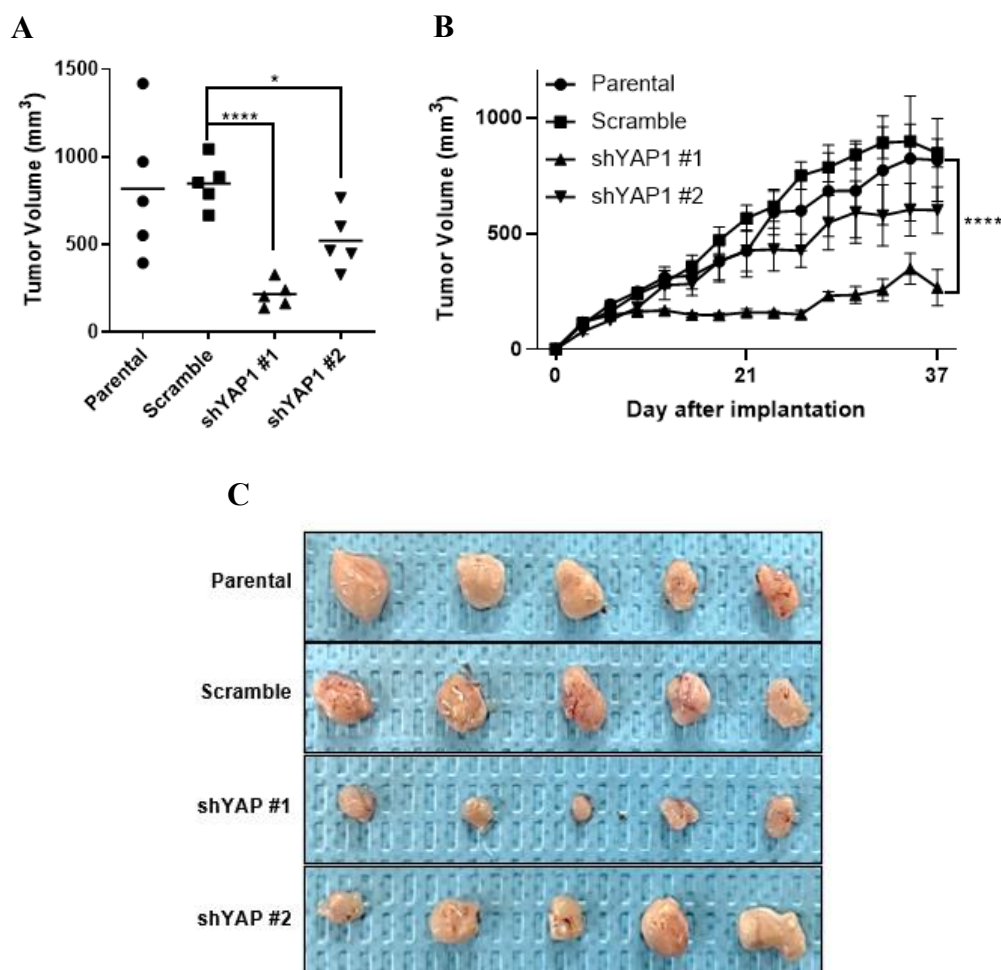 A
Tumor Volume (mm³)
1500
1000
500
0
*
****
Parental
Scramble
shYAP1 #1
shYAP1 #2
B
Tumor Volume (mm³)
1000
500
0
Parental
Scramble
shYAP1 #1
shYAP1 #2
****
0 21 37
Day after implantation
C
Parental
Scramble
shYAP #1
shYAP #2